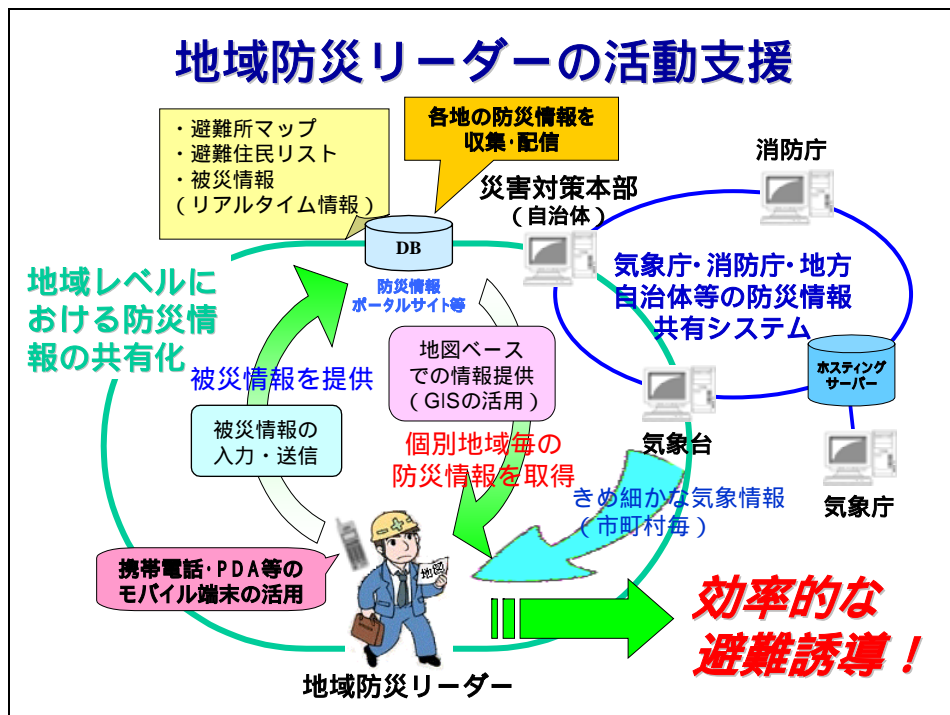 地域防災リーダーの活動支援
・避難所マップ
・避難住民リスト
・被災情報
（リアルタイム情報）
各地の防災情報を
収集・配信
消防庁
災害対策本部
（自治体）
DB
防災情報
ポータルサイト等
地域レベルに
おける防災情
報の共有化
気象庁・消防庁・地方
自治体等の防災情報
共有システム
ホスティング
サーバー
被災情報を提供
地図ベース
での情報提供
（GISの活用）
被災情報の
入力・送信
個別地域毎の
防災情報を取得
気象台
気象庁
きめ細かな気象情報
（市町村毎）
携帯電話・PDA等の
モバイル端末の活用
地図
地域防災リーダー
効率的な
避難誘導！